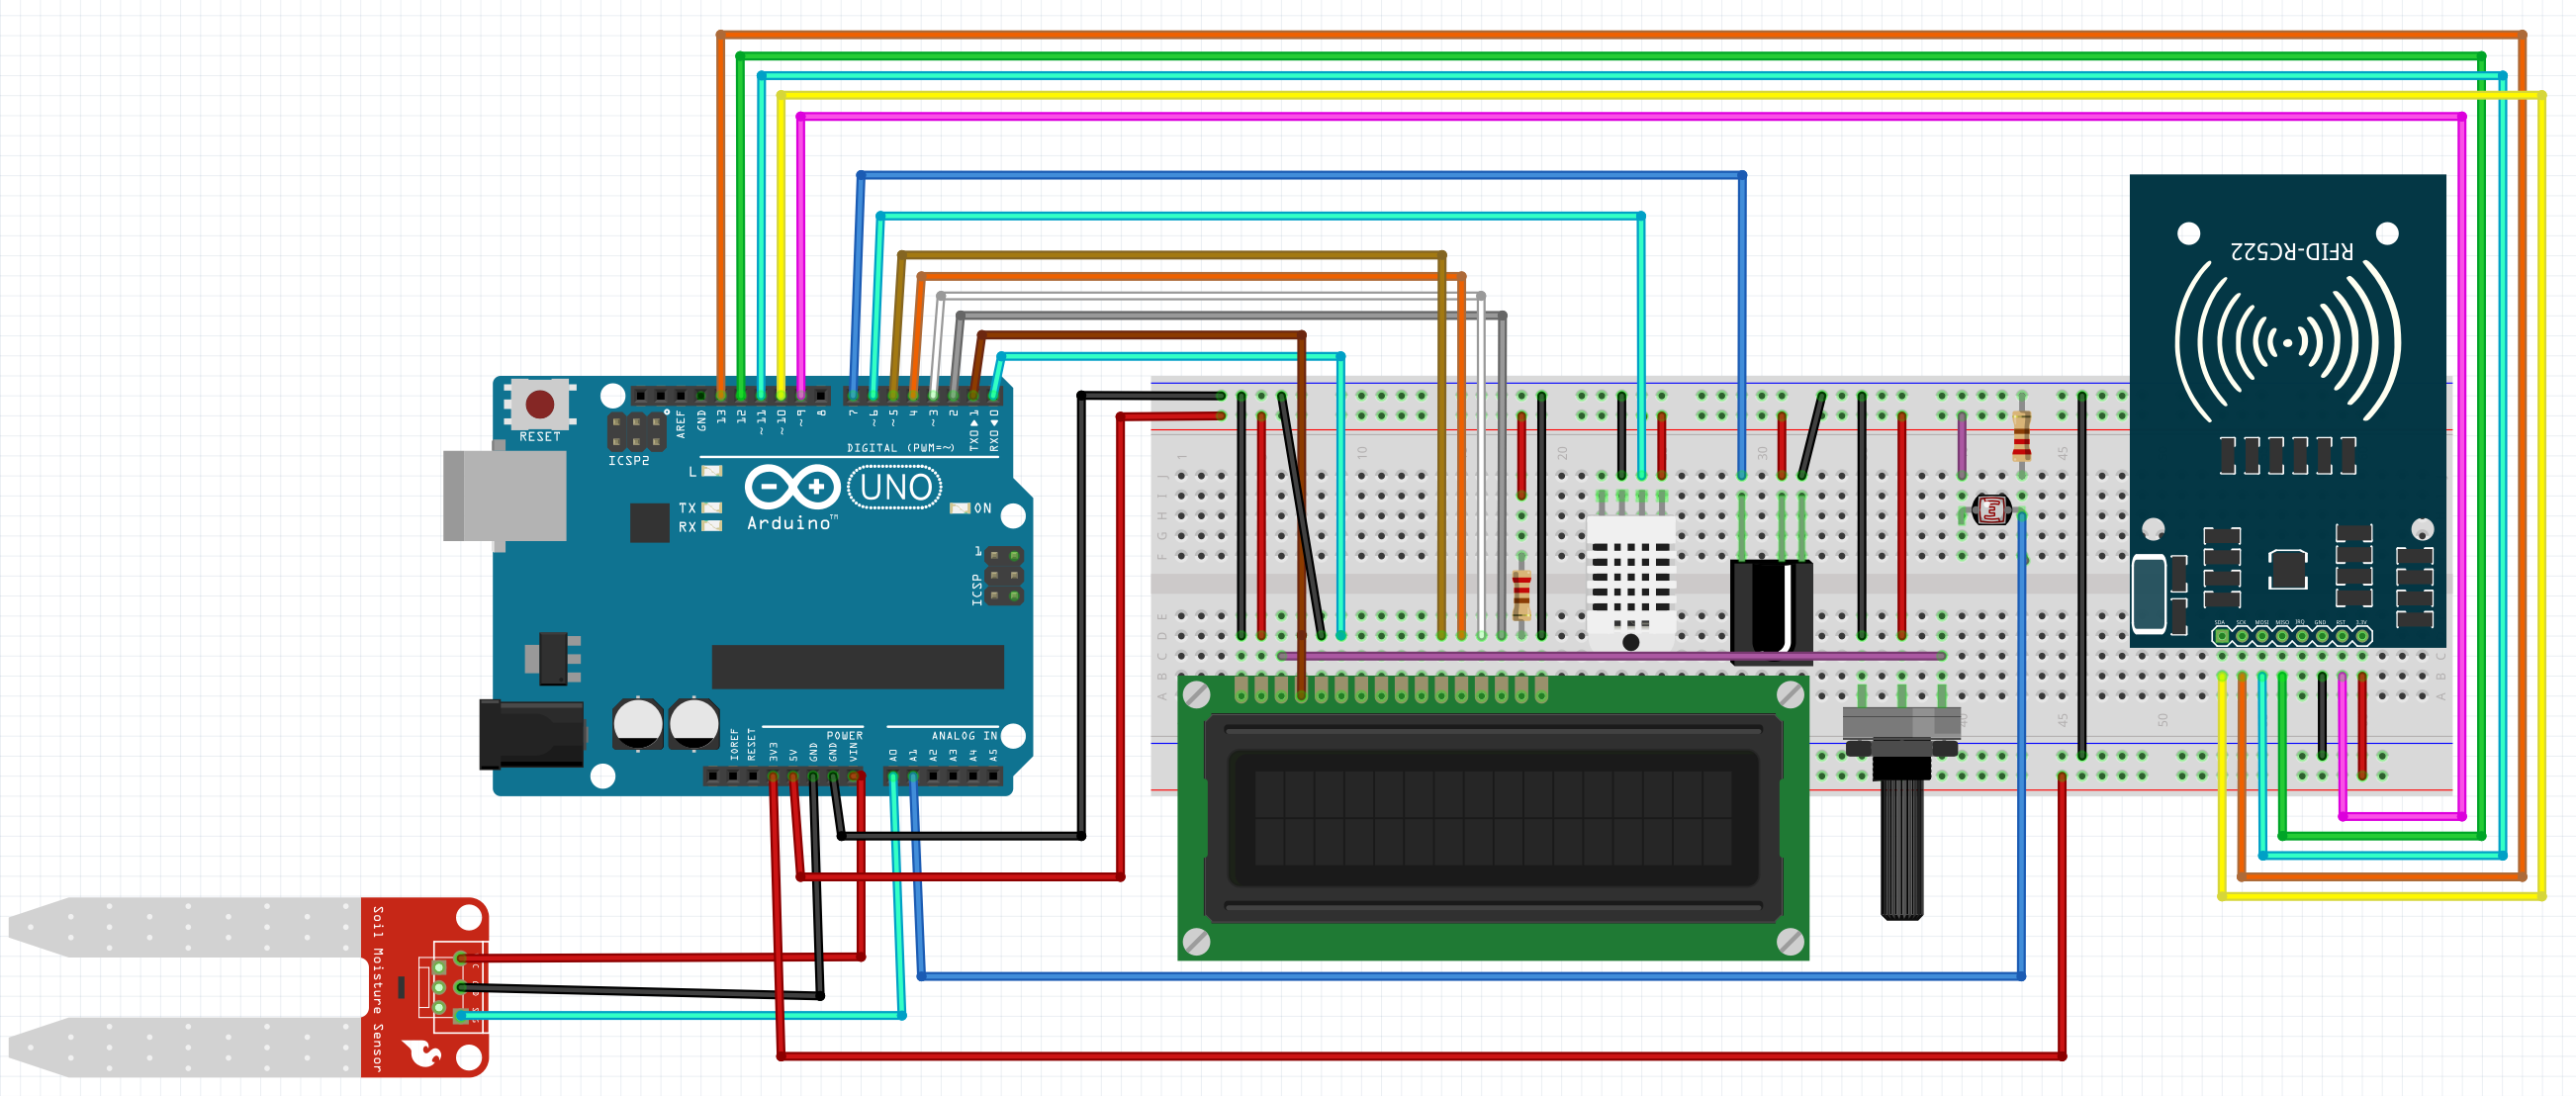 RFID-RC522
RESET
ICSP2
AREF
GND
13
12
~11
~10
~9
8
7
~6
~5
4
~3
2
TX0▶1
RX0◀0
DIGITAL (PWM=~)
L
TX
RX
Arduino™
UNO
ON
1
ICSP
IOREF
RESET
3V3
5V
GND
GND
VIN
POWER
ANALOG IN
A0
A1
A2
A3
A4
A5
1
10
20
30
45
J
I
H
G
F
E
D
C
B
A
C
B
A
40
45
50
SDA
SCK
MOSI
MISO
IRQ
GND
RST
3.3V
Soil Moisture Sensor